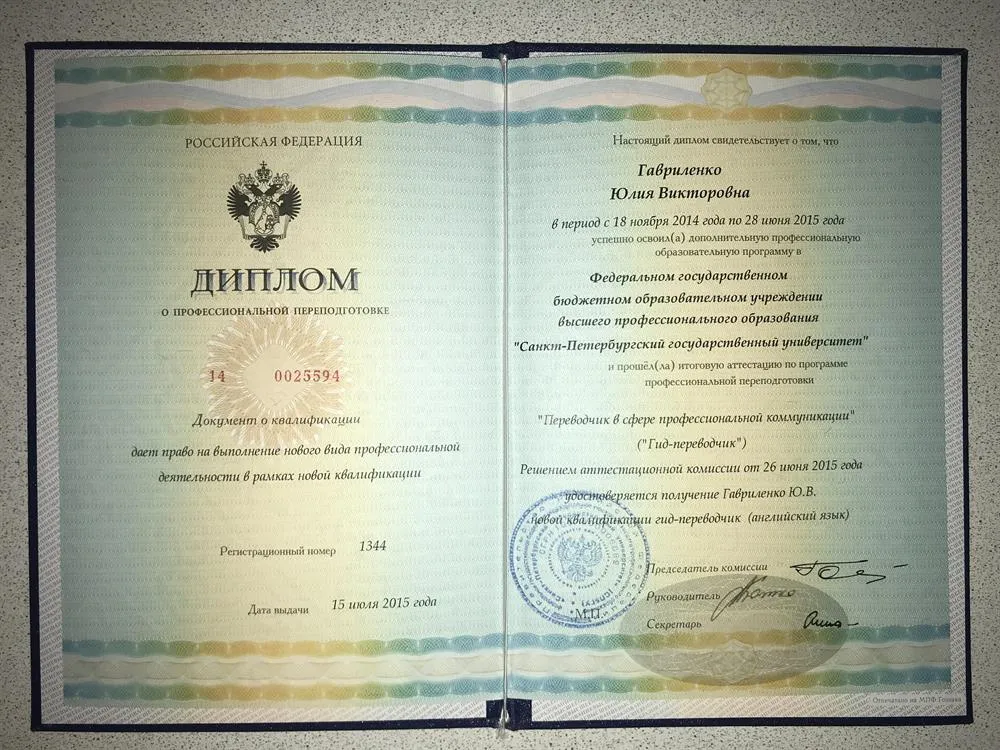 РОССИЙСКАЯ ФЕДЕРАЦИЯ
ДИПЛОМ
О ПРОФЕССИОНАЛЬНОЙ ПЕРЕПОДГОТОВКЕ
14 0025594
Документ о квалификации
дает право на выполнение нового вида профессиональной
деятельности в рамках новой квалификации
Регистрационный номер 1344
Дата выдачи 15 июля 2015 года
Настоящий диплом свидетельствует о том, что
Гавриленко
Юлия Викторовна
в период с 18 ноября 2014 года по 28 июня 2015 года
успешно освоил(а) дополнительную профессиональную
образовательную программу в
Федеральном государственном
бюджетном образовательном учреждении
высшего профессионального образования
"Санкт-Петербургский государственный университет"
и прошёл(ла) итоговую аттестацию по программе
профессиональной переподготовки
"Переводчик в сфере профессиональной коммуникации"
("Гид-переводчик")
Решением аттестационной комиссии от 26 июня 2015 года
удостоверяется получение Гавриленко Ю.В.
новой квалификации гид-переводчик (английский язык)
Председатель комиссии
Руководитель
М.П.
Секретарь
Отпечатано на МПФ Гознака